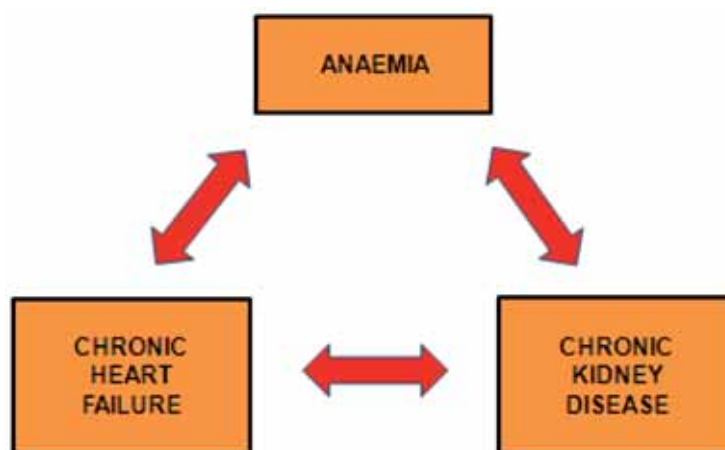 ANAEMIA
CHRONIC
HEART
FAILURE
CHRONIC
KIDNEY
DISEASE